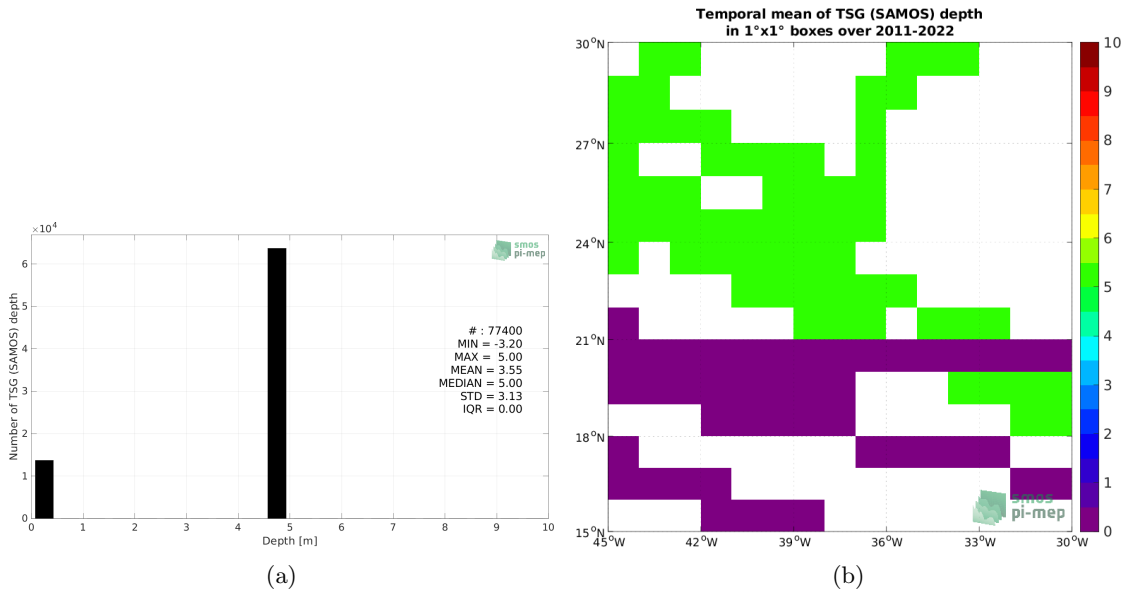 ×10⁴
6
5
4
3
2
1
0
0 1 2 3 4 5 6 7 8 9 10
Number of TSG (SAMOS) depth
Depth [m]
smos
pi-mep
# : 77400
MIN = -3.20
MAX = 5.00
MEAN = 3.55
MEDIAN = 5.00
STD = 3.13
IQR = 0.00
(a)
Temporal mean of TSG (SAMOS) depth
in 1°x1° boxes over 2011-2022
30°N
27°N
24°N
21°N
18°N
15°N
45°W 42°W 39°W 36°W 33°W 30°W
smos
pi-mep
10
9
8
7
6
5
4
3
2
1
0
(b)